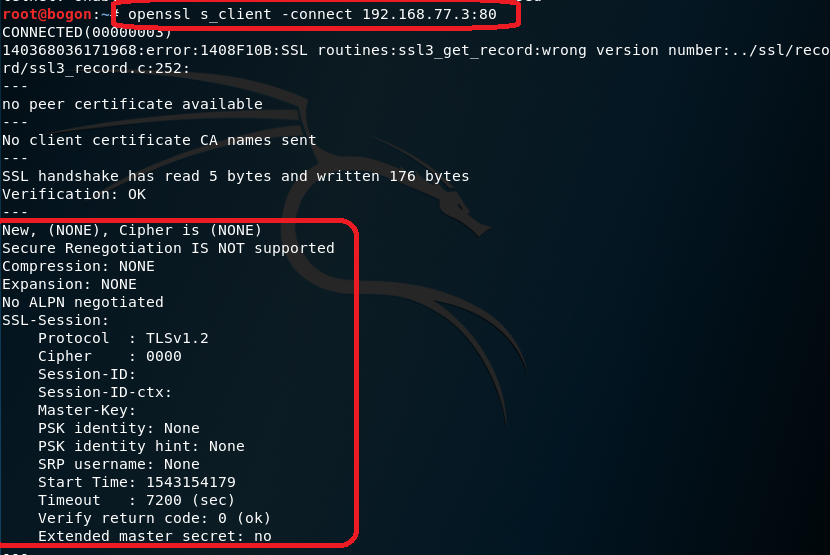 root@bogon:~# openssl s_client -connect 192.168.77.3:80
CONNECTED(00000003)
140368036171968:error:1408F10B:SSL routines:ssl3_get_record:wrong version number:../ssl/reco
rd/ssl3_record.c:252:
---
no peer certificate available
---
No client certificate CA names sent
---
SSL handshake has read 5 bytes and written 176 bytes
Verification: OK
---
New, (NONE), Cipher is (NONE)
Secure Renegotiation IS NOT supported
Compression: NONE
Expansion: NONE
No ALPN negotiated
SSL-Session:
    Protocol  : TLSv1.2
    Cipher    : 0000
    Session-ID:
    Session-ID-ctx:
    Master-Key:
    PSK identity: None
    PSK identity hint: None
    SRP username: None
    Start Time: 1543154179
    Timeout   : 7200 (sec)
    Verify return code: 0 (ok)
    Extended master secret: no
---